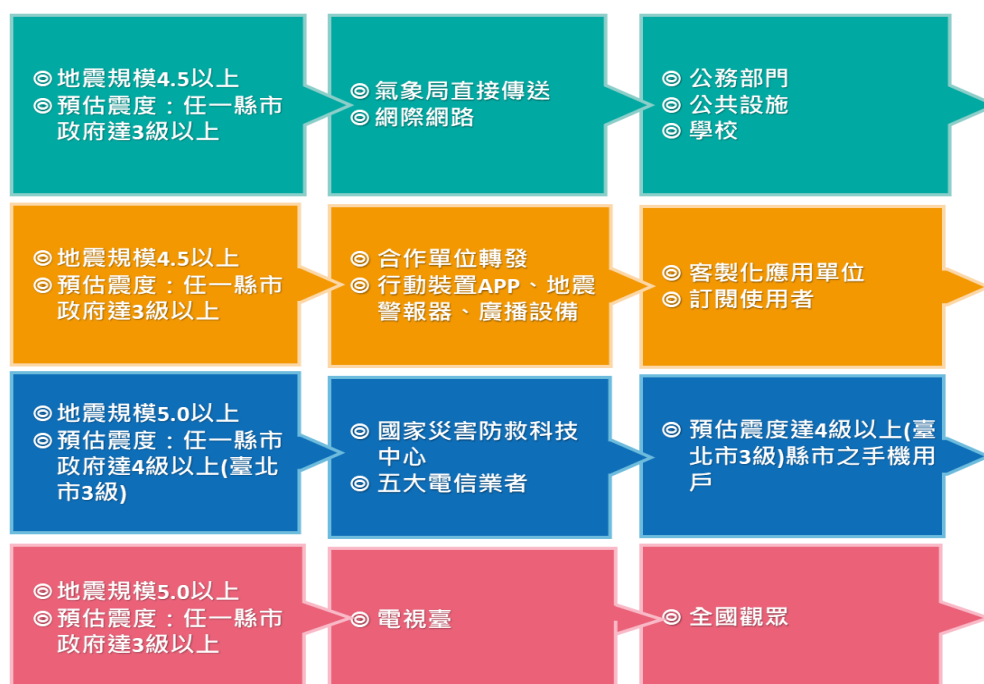 ◎地震規模4.5以上
◎預估震度：任一縣市
政府達3級以上
◎氣象局直接傳送
◎網際網路
◎ 公務部門
◎ 公共設施
◎ 學校
◎地震規模4.5以上
◎預估震度：任一縣市
政府達3級以上
◎ 合作單位轉發
◎ 行動裝置APP、地震
警報器、廣播設備
◎ 客製化應用單位
◎ 訂閱使用者
◎地震規模5.0以上
◎預估震度：任一縣市
政府達4級以上(臺北
市3級)
◎ 國家災害防救科技
中心
◎ 五大電信業者
◎ 預估震度達4級以上(臺
北市3級)縣市之手機用
戶
◎地震規模5.0以上
◎預估震度：任一縣市
政府達3級以上
◎ 電視臺
◎ 全國觀眾